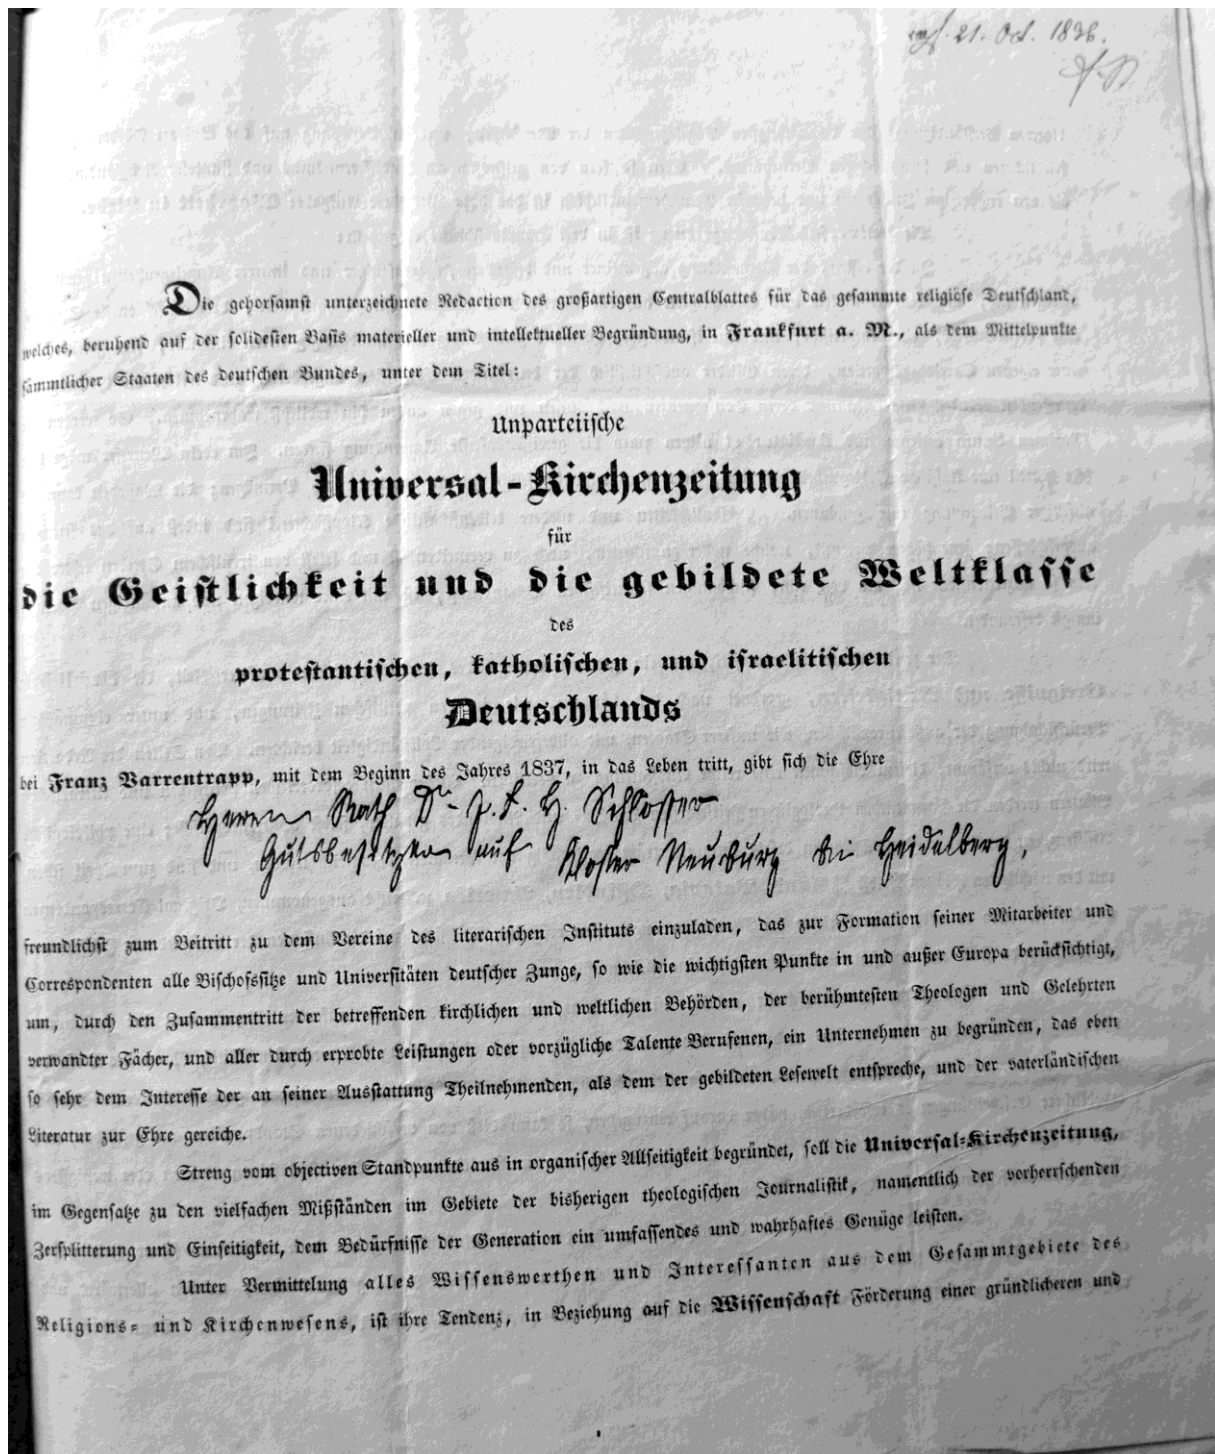 21. Oct. 1836.
Die gehorsamst unterzeichnete Redaction des großartigen Centralblattes für das gesammte religiöse Deutschland,
welches, beruhend auf der solidesten Basis materieller und intellektueller Begründung, in Frankfurt a. M., als dem Mittelpunkte
sämmtlicher Staaten des deutschen Bundes, unter dem Titel:
Unparteiische
Universal-Kirchenzeitung
für
die Geistlichkeit und die gebildete Weltklasse
des
protestantischen, katholischen, und israelitischen
Deutschlands
bei Franz Varrentrapp, mit dem Beginn des Jahres 1837, in das Leben tritt, gibt sich die Ehre
Herren Rath Dr. J. F. H. Schlosser
Gutsbesitzer auf Kloster Neuburg bei Heidelberg,
freundlichst zum Beitritt zu dem Vereine des literarischen Instituts einzuladen, das zur Formation seiner Mitarbeiter und
Correspondenten alle Bischofssitze und Universitäten deutscher Zunge, so wie die wichtigsten Punkte in und außer Europa berücksichtigt,
um, durch den Zusammentritt der betreffenden kirchlichen und weltlichen Behörden, der berühmtesten Theologen und Gelehrten
verwandter Fächer, und aller durch erprobte Leistungen oder vorzügliche Talente Berufenen, ein Unternehmen zu begründen, das eben
so sehr dem Interesse der an seiner Ausstattung Theilnehmenden, als dem der gebildeten Lesewelt entspreche, und der vaterländischen
Literatur zur Ehre gereiche.
Streng vom objectiven Standpunkte aus in organischer Allseitigkeit begründet, soll die Universal-Kirchenzeitung,
im Gegensatze zu den vielfachen Mißständen im Gebiete der bisherigen theologischen Journalistik, namentlich der vorherrschenden
Zersplitterung und Einseitigkeit, dem Bedürfnisse der Generation ein umfassendes und wahrhaftes Genüge leisten.
Unter Vermittelung alles Wissenswerthen und Interessanten aus dem Gesammtgebiete des
Religions- und Kirchenwesens, ist ihre Tendenz, in Beziehung auf die Wissenschaft Förderung einer gründlicheren und